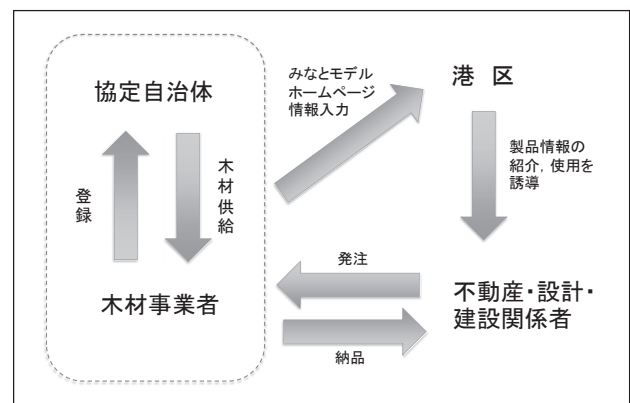 協定自治体
登録
木材供給
木材事業者
みなとモデル
ホームページ
情報入力
港 区
製品情報の
紹介，使用を
誘導
発注
納品
不動産・設計・
建設関係者